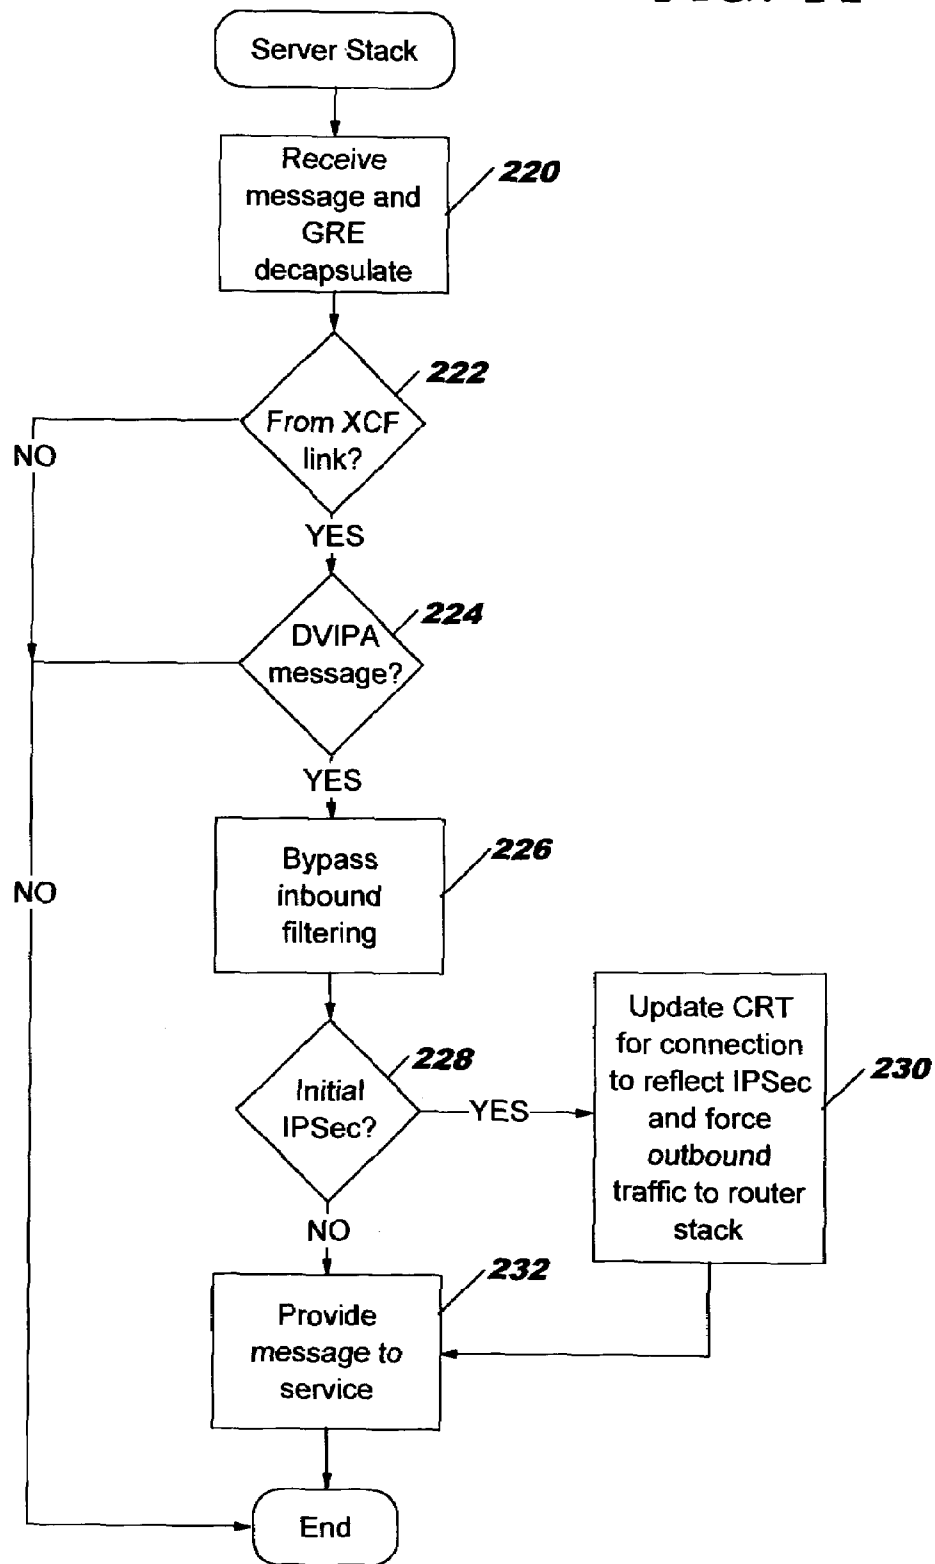 Server Stack
Receive
message and
GRE
decapsulate
220
222
From XCF
link?
NO
YES
224
DVIPA
message?
YES
NO
Bypass
inbound
filtering
226
228
Initial
IPSec?
YES
Update CRT
for connection
to reflect IPSec
and force
outbound
traffic to router
stack
230
NO
232
Provide
message to
service
End